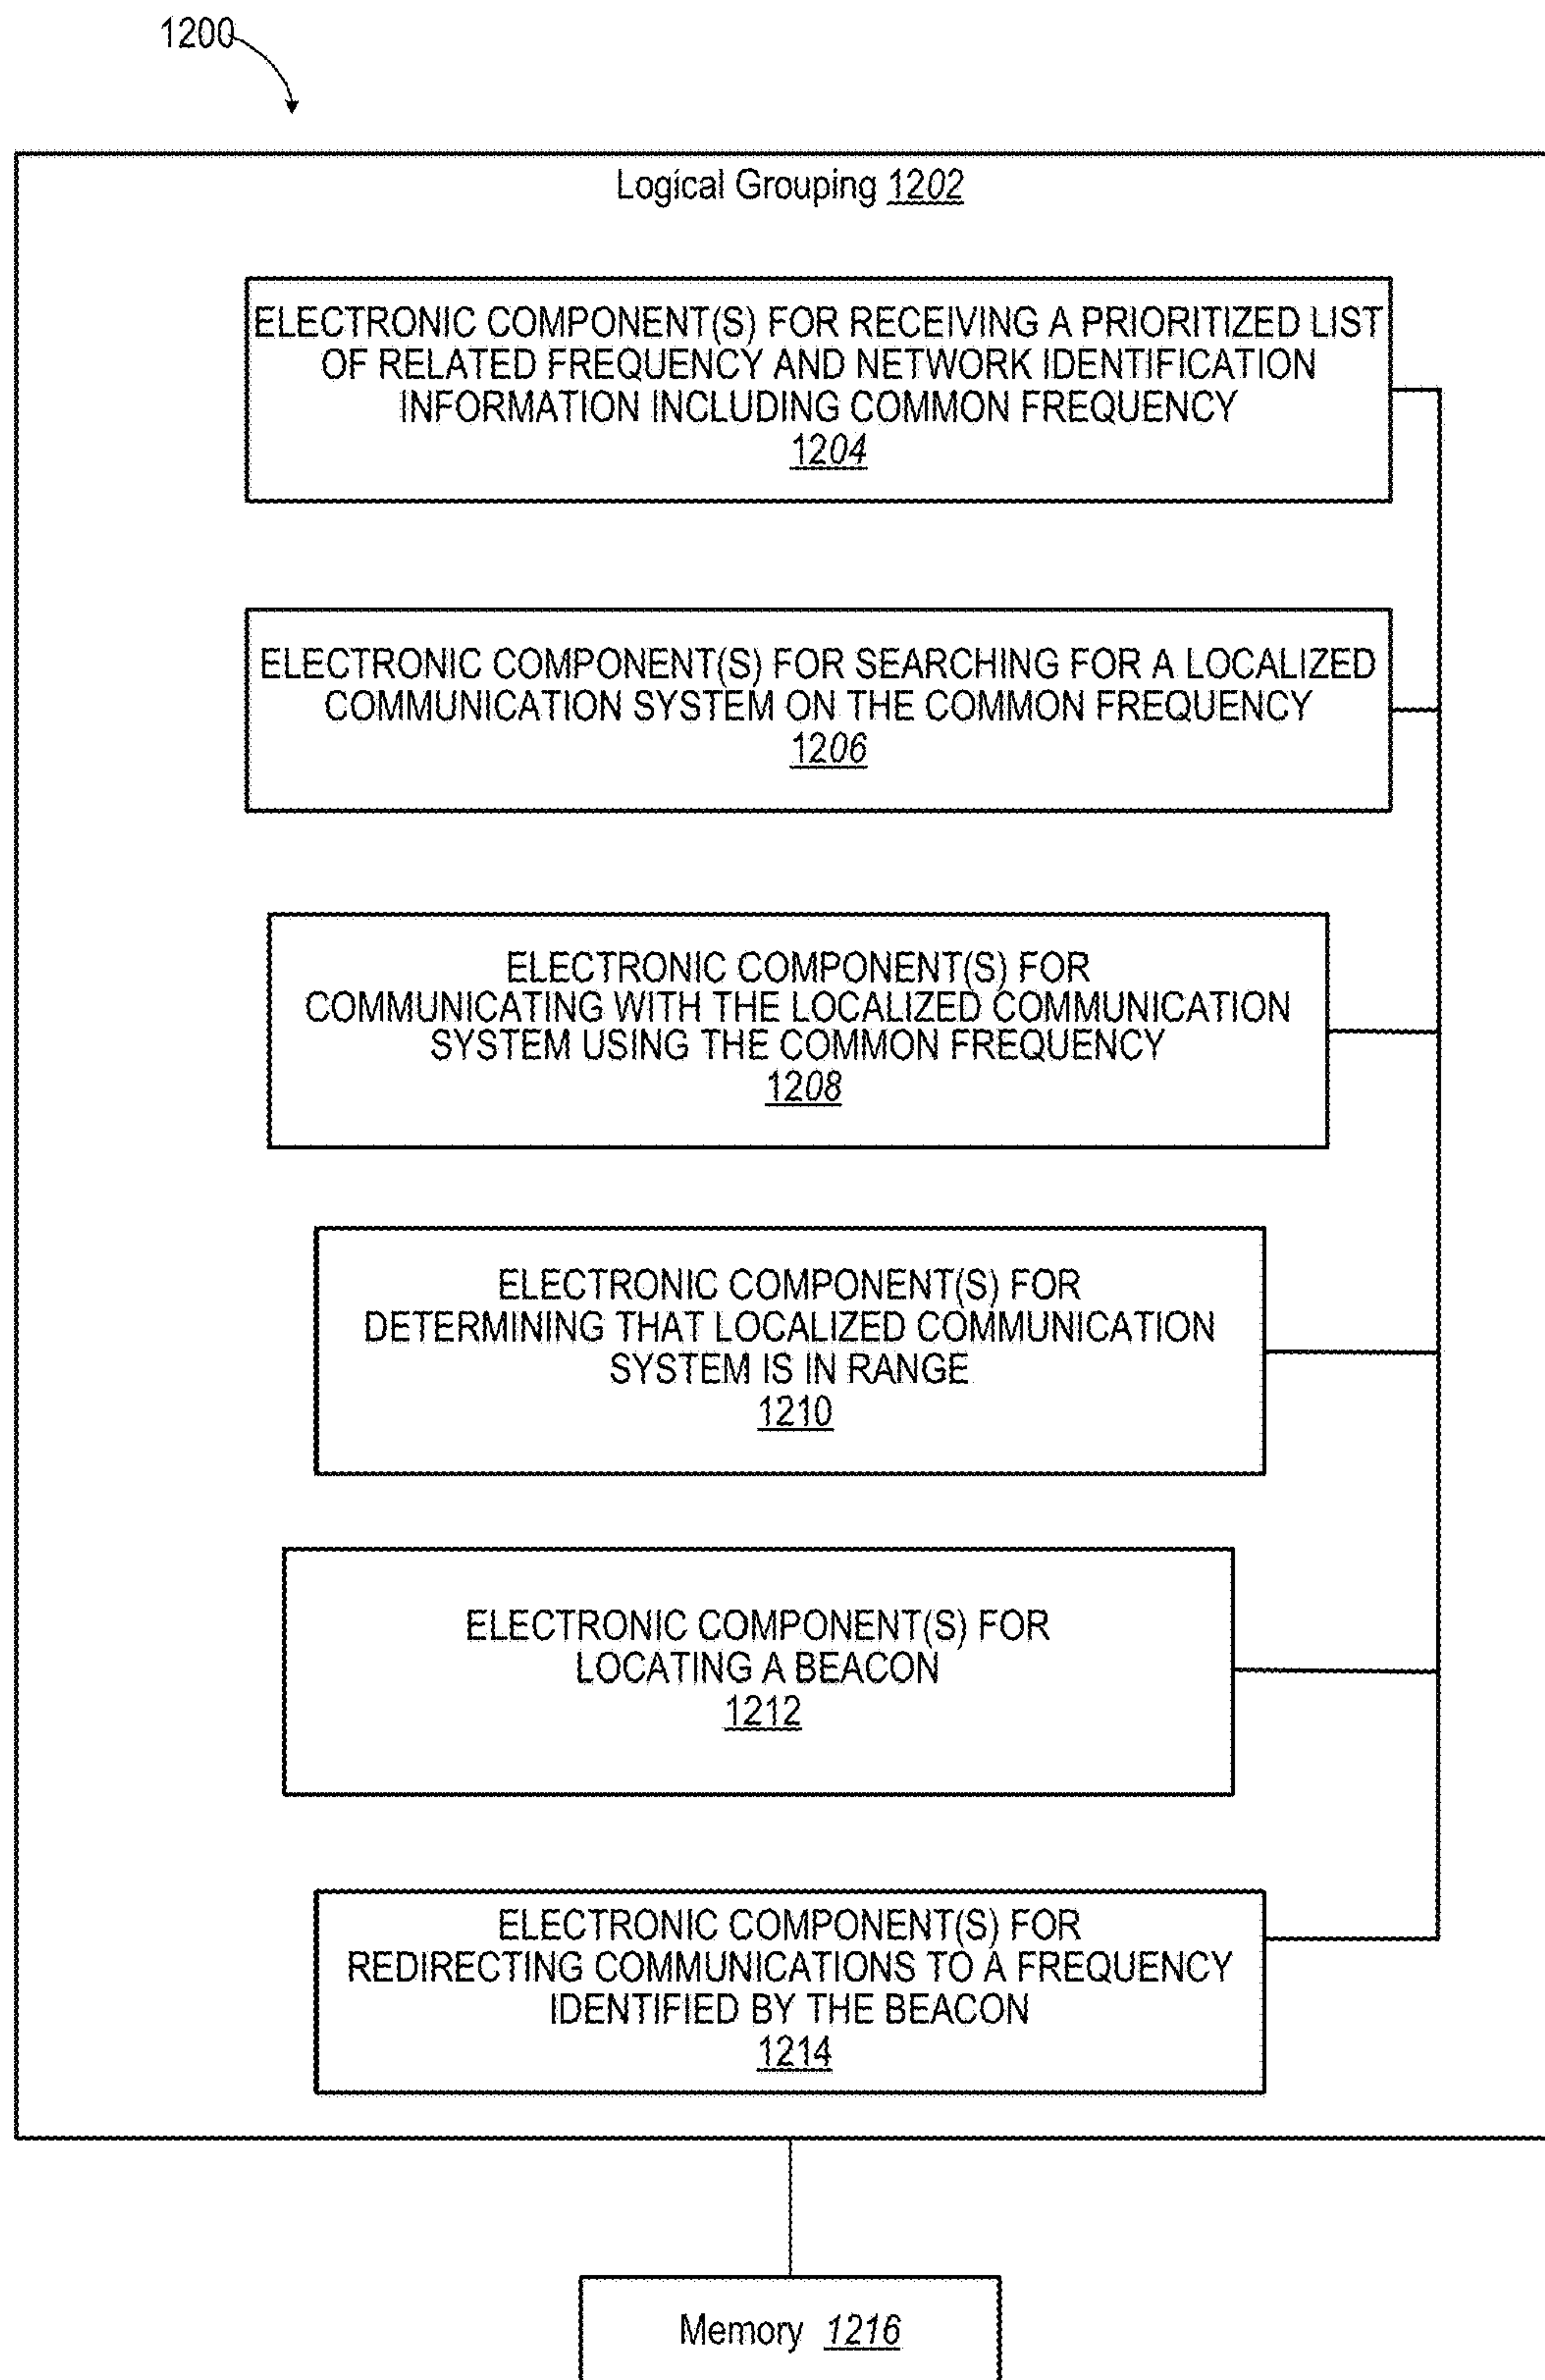 1200
Logical Grouping 1202
ELECTRONIC COMPONENT(S) FOR RECEIVING A PRIORITIZED LIST
OF RELATED FREQUENCY AND NETWORK IDENTIFICATION
INFORMATION INCLUDING COMMON FREQUENCY
1204
ELECTRONIC COMPONENT(S) FOR SEARCHING FOR A LOCALIZED
COMMUNICATION SYSTEM ON THE COMMON FREQUENCY
1206
ELECTRONIC COMPONENT(S) FOR
COMMUNICATING WITH THE LOCALIZED COMMUNICATION
SYSTEM USING THE COMMON FREQUENCY
1208
ELECTRONIC COMPONENT(S) FOR
DETERMINING THAT LOCALIZED COMMUNICATION
SYSTEM IS IN RANGE
1210
ELECTRONIC COMPONENT(S) FOR
LOCATING A BEACON
1212
ELECTRONIC COMPONENT(S) FOR
REDIRECTING COMMUNICATIONS TO A FREQUENCY
IDENTIFIED BY THE BEACON
1214
Memory 1216